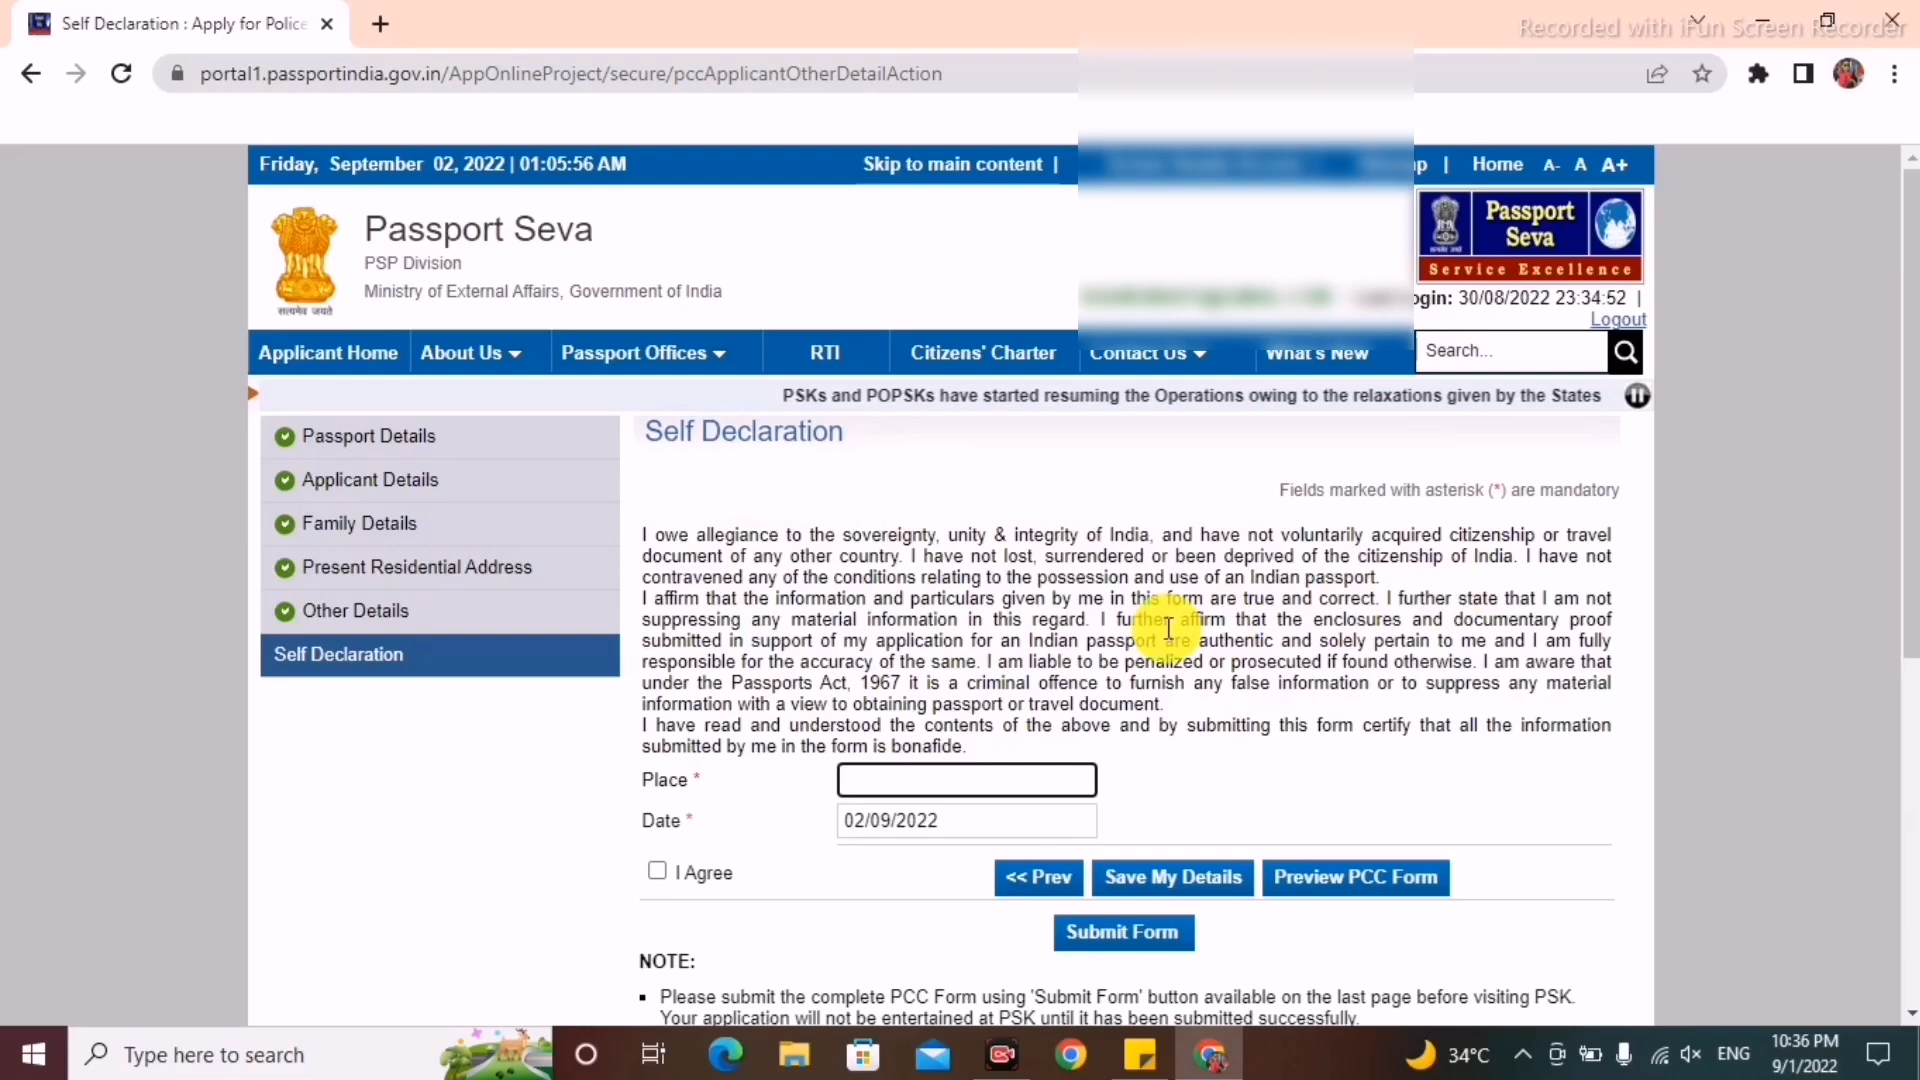 Self Declaration : Apply for Police
Recorded with iFun Screen Recorder
portal1.passportindia.gov.in/AppOnlineProject/secure/pccApplicantOtherDetailAction
Friday, September 02, 2022 | 01:05:56 AM
Skip to main content |
| Home A- A A+
Passport Seva
PSP Division
Ministry of External Affairs, Government of India
सत्यमेव जयते
Passport
Seva
Service Excellence
ogin: 30/08/2022 23:34:52 |
Logout
Applicant Home About Us Passport Offices RTI Citizens' Charter Contact Us What's New Search...
PSKs and POPSKs have started resuming the Operations owing to the relaxations given by the States
Passport Details
Applicant Details
Family Details
Present Residential Address
Other Details
Self Declaration
Self Declaration
Fields marked with asterisk (*) are mandatory
I owe allegiance to the sovereignty, unity & integrity of India, and have not voluntarily acquired citizenship or travel
document of any other country. I have not lost, surrendered or been deprived of the citizenship of India. I have not
contravened any of the conditions relating to the possession and use of an Indian passport.
I affirm that the information and particulars given by me in this form are true and correct. I further state that I am not
suppressing any material information in this regard. I further affirm that the enclosures and documentary proof
submitted in support of my application for an Indian passport are authentic and solely pertain to me and I am fully
responsible for the accuracy of the same. I am liable to be penalized or prosecuted if found otherwise. I am aware that
under the Passports Act, 1967 it is a criminal offence to furnish any false information or to suppress any material
information with a view to obtaining passport or travel document.
I have read and understood the contents of the above and by submitting this form certify that all the information
submitted by me in the form is bonafide.
Place *
Date * 02/09/2022
I Agree
<< Prev Save My Details Preview PCC Form
Submit Form
NOTE:
Please submit the complete PCC Form using 'Submit Form' button available on the last page before visiting PSK.
Your application will not be entertained at PSK until it has been submitted successfully.
Type here to search
34°C
ENG
10:36 PM
9/1/2022